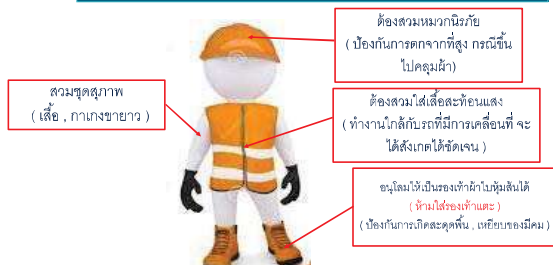 ต้องสวมหมวกนิรภัย
( ป้องกันการตกจากที่สูง กรณีขึ้น
ไปคลุมผ้า)
สวมชุดสุภาพ
( เสื้อ , กางเกงขายาว )
ต้องสวมใส่เสื้อสะท้อนแสง
( ทำงานใกล้กับรถที่มีการเคลื่อนที่ จะ
ได้สังเกตได้ชัดเจน )
อนุโลมให้เป็นรองเท้าผ้าใบหุ้มส้นได้
( ห้ามใส่รองเท้าแตะ )
( ป้องกันการเกิดสะดุดพื้น , เหยียบของมีคม )